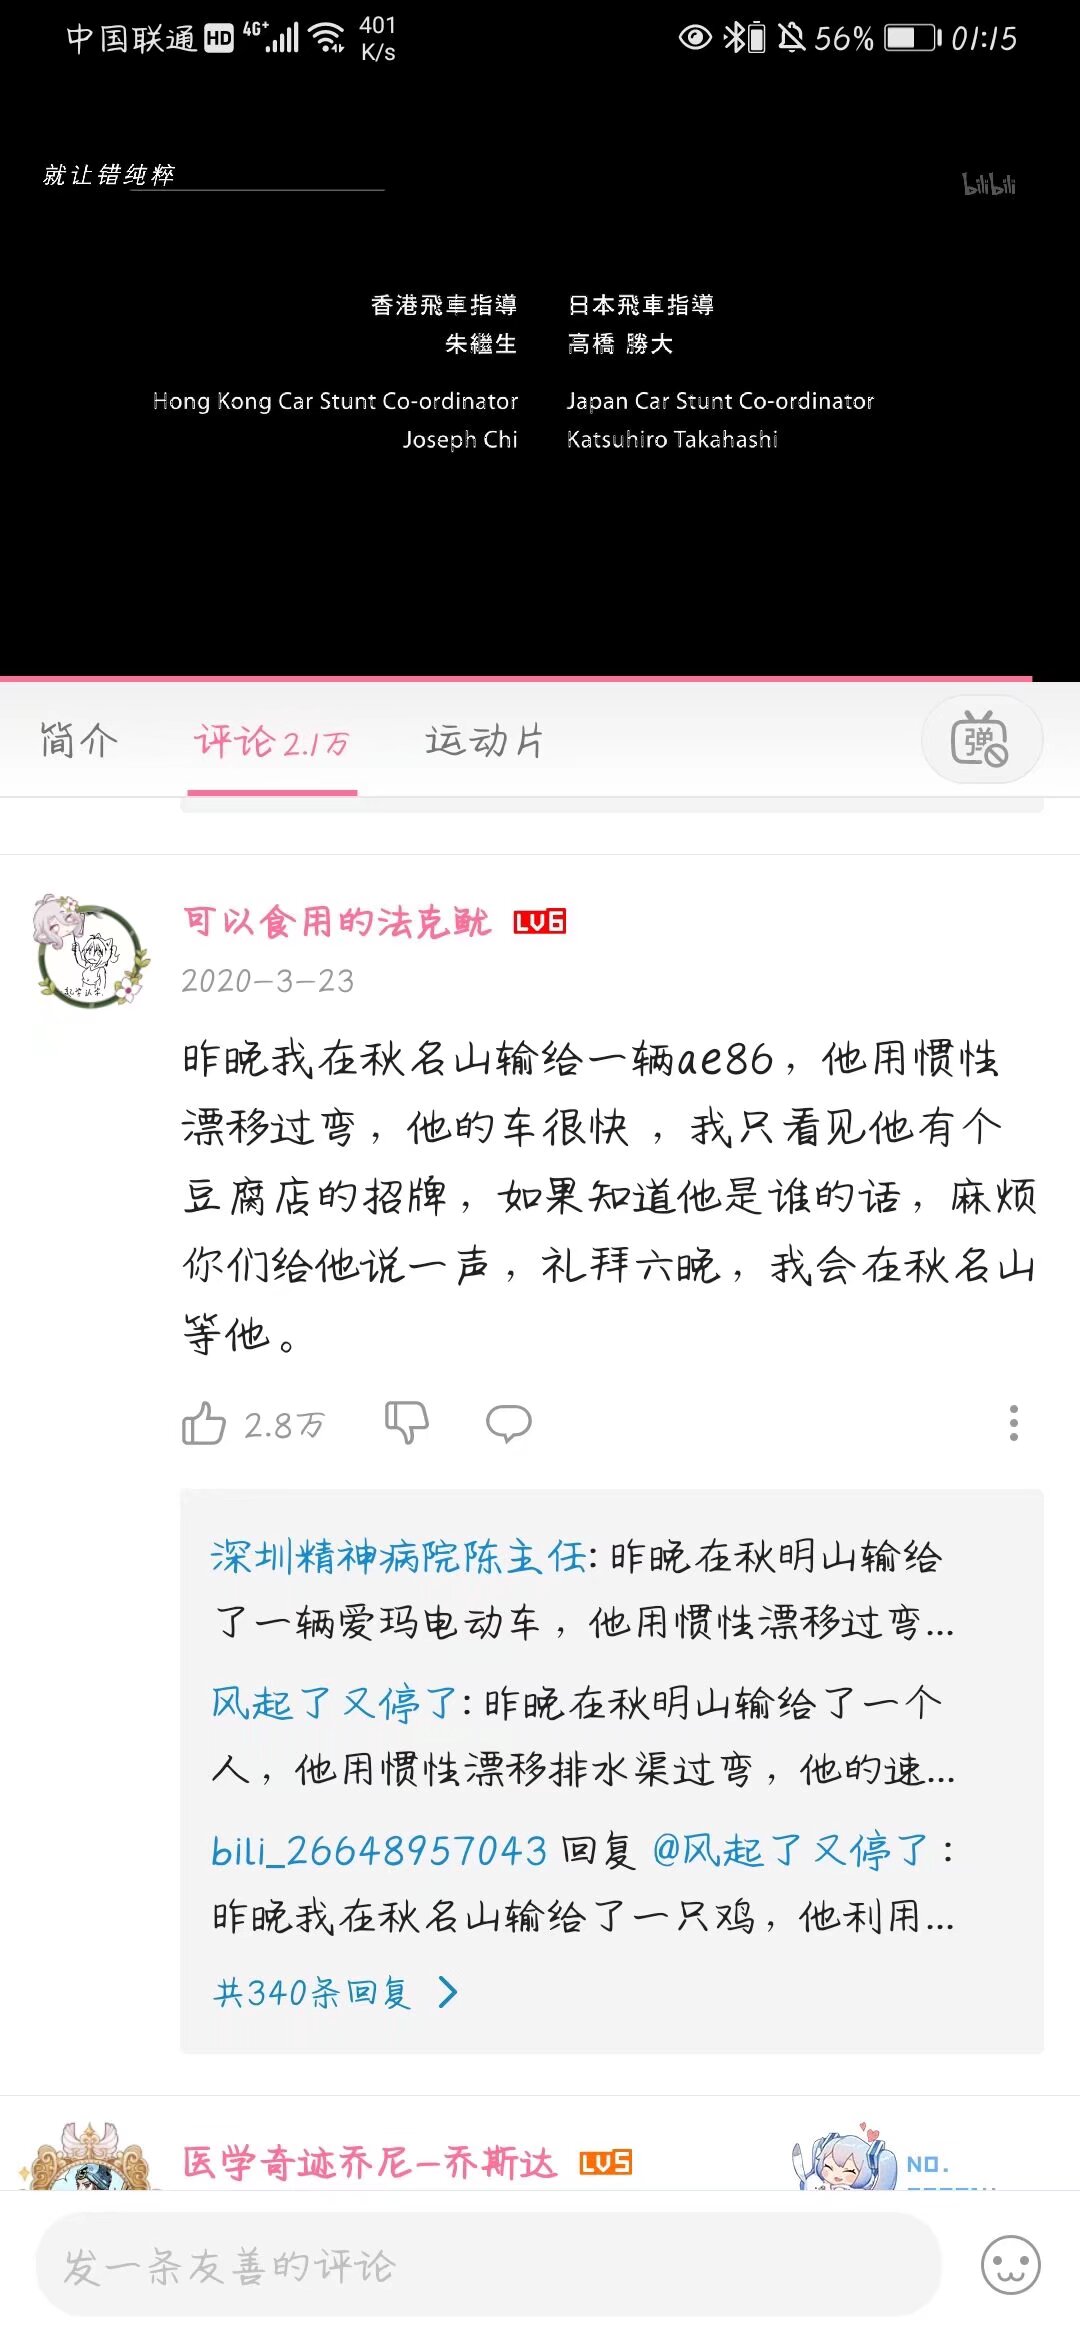 中国联通 HD 4G+ 401 K/s 56% 01:15
就让错纯粹
bilibili
香港飛車指導 日本飛車指導
朱繼生 高橋 勝大
Hong Kong Car Stunt Co-ordinator Japan Car Stunt Co-ordinator
Joseph Chi Katsuhiro Takahashi
简介 评论 2.1万 运动片 弹
可以食用的法克鱿 LV6
2020-3-23
昨晚我在秋名山输给一辆ae86，他用惯性
漂移过弯，他的车很快 ，我只看见他有个
豆腐店的招牌，如果知道他是谁的话，麻烦
你们给他说一声，礼拜六晚，我会在秋名山
等他。
2.8万
深圳精神病院陈主任: 昨晚在秋明山输给
了一辆爱玛电动车，他用惯性漂移过弯...
风起了又停了: 昨晚在秋明山输给了一个
人，他用惯性漂移排水渠过弯，他的速...
bili_26648957043 回复 @风起了又停了：
昨晚我在秋名山输给了一只鸡，他利用...
共340条回复
医学奇迹乔尼-乔斯达 LV5
NO.
发一条友善的评论